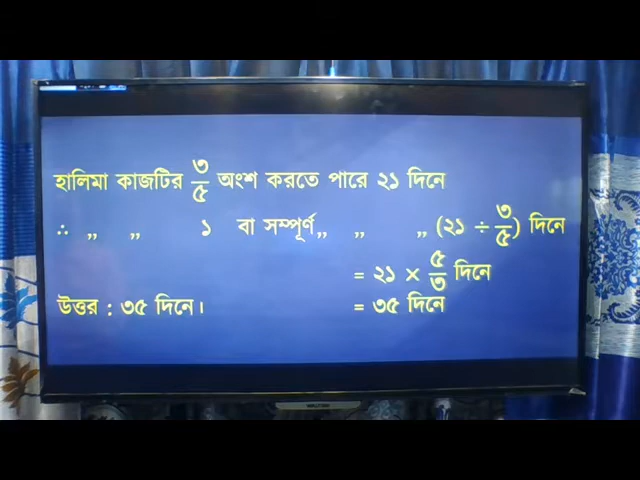 হালিমা কাজটির ৩/৫ অংশ করতে পারে ২১ দিনে
∴ ,, ,, ১ বা সম্পূর্ণ ,, ,, ,, (২১ ÷ ৩/৫) দিনে
= ২১ × ৫/৩ দিনে
উত্তর : ৩৫ দিনে। = ৩৫ দিনে